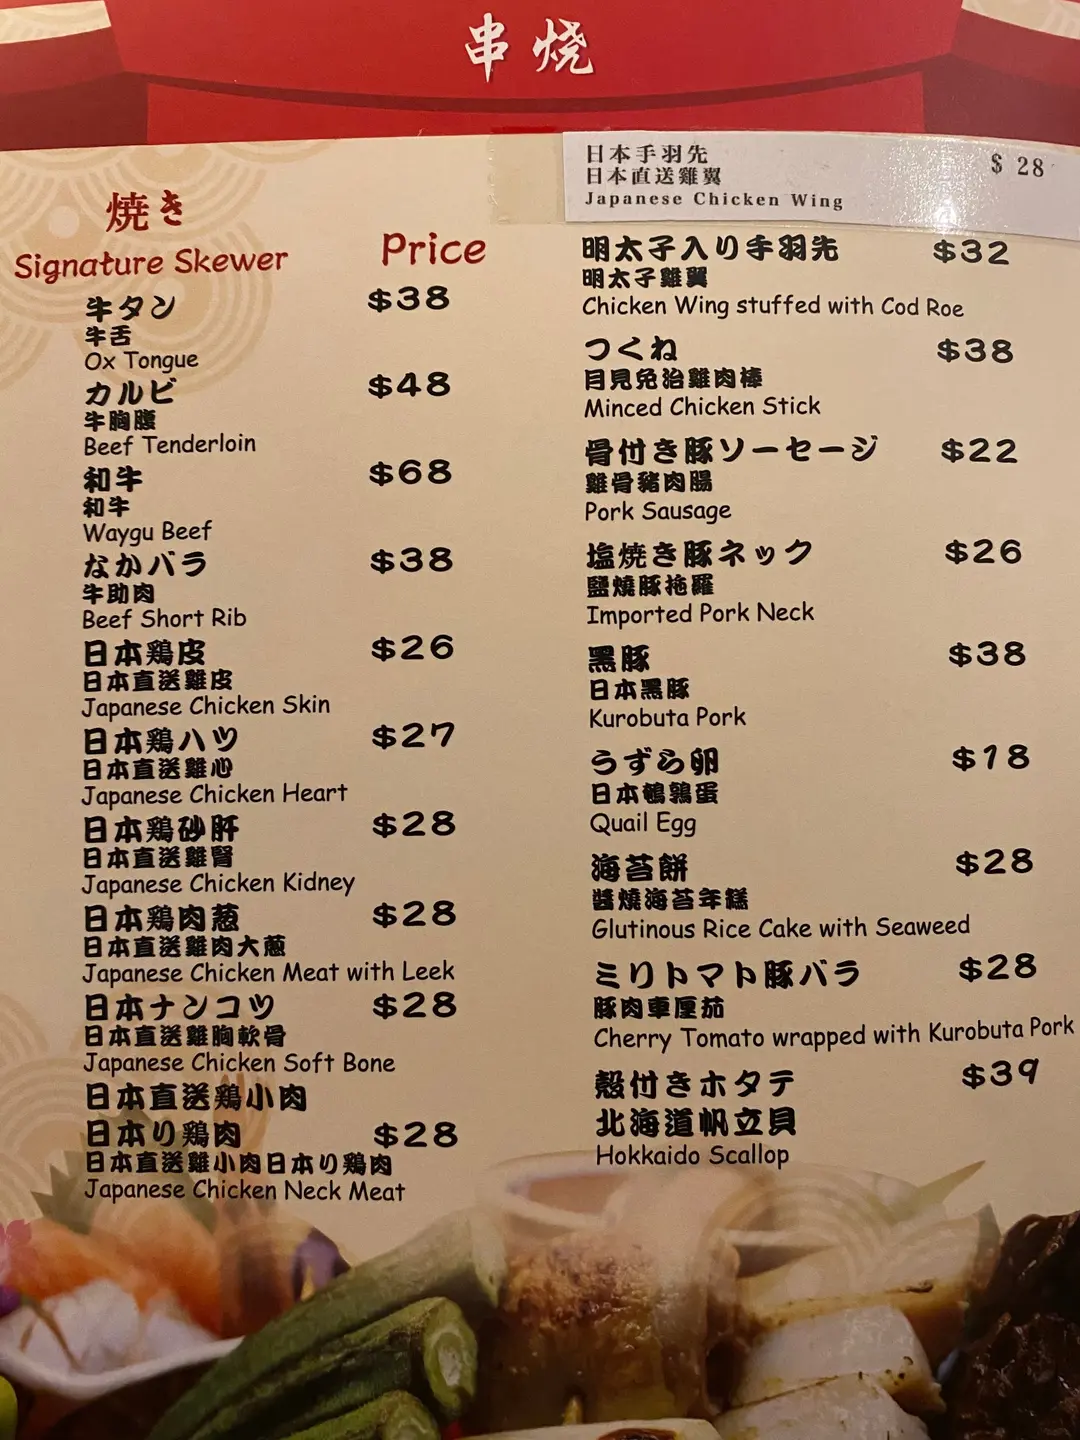 串烧
焼き
Signature Skewer
Price
牛タン $38
牛舌
Ox Tongue
カルビ $48
牛胸腹
Beef Tenderloin
和牛 $68
和牛
Waygu Beef
なかバラ $38
牛助肉
Beef Short Rib
日本鶏皮 $26
日本直送雞皮
Japanese Chicken Skin
日本鶏ハツ $27
日本直送雞心
Japanese Chicken Heart
日本鶏砂肝 $28
日本直送雞腎
Japanese Chicken Kidney
日本鶏肉葱 $28
日本直送雞肉大蔥
Japanese Chicken Meat with Leek
日本ナンコツ $28
日本直送雞胸軟骨
Japanese Chicken Soft Bone
日本直送鶏小肉
日本り鶏肉 $28
日本直送雞小肉日本り鶏肉
Japanese Chicken Neck Meat
日本手羽先 $ 28
日本直送雞翼
Japanese Chicken Wing
明太子入り手羽先 $32
明太子雞翼
Chicken Wing stuffed with Cod Roe
つくね $38
月見免治雞肉棒
Minced Chicken Stick
骨付き豚ソーセージ $22
雞骨豬肉腸
Pork Sausage
塩焼き豚ネック $26
鹽燒豚拖羅
Imported Pork Neck
黑豚 $38
日本黑豚
Kurobuta Pork
うずら卵 $18
日本鵪鶉蛋
Quail Egg
海苔餅 $28
醬燒海苔年糕
Glutinous Rice Cake with Seaweed
ミリトマト豚バラ $28
豚肉車厘茄
Cherry Tomato wrapped with Kurobuta Pork
殻付きホタテ $39
北海道帆立貝
Hokkaido Scallop